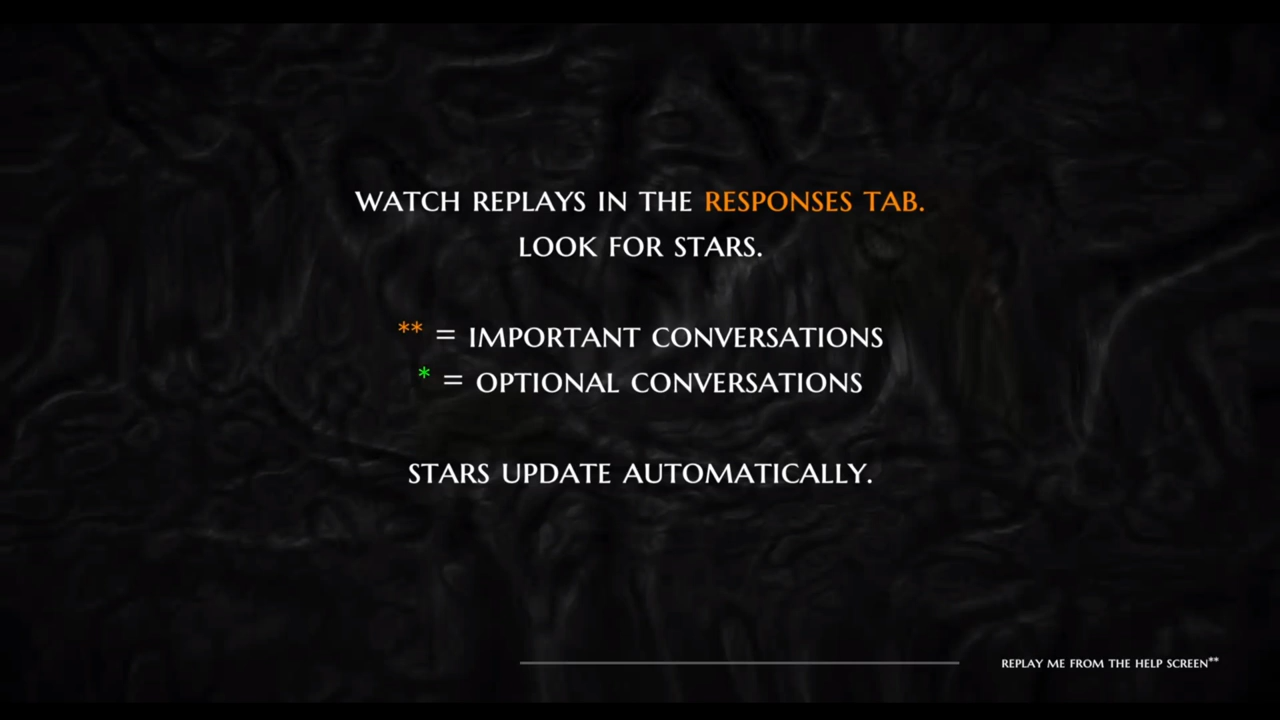 WATCH REPLAYS IN THE RESPONSES TAB.
LOOK FOR STARS.
** = IMPORTANT CONVERSATIONS
* = OPTIONAL CONVERSATIONS
STARS UPDATE AUTOMATICALLY.
REPLAY ME FROM THE HELP SCREEN**